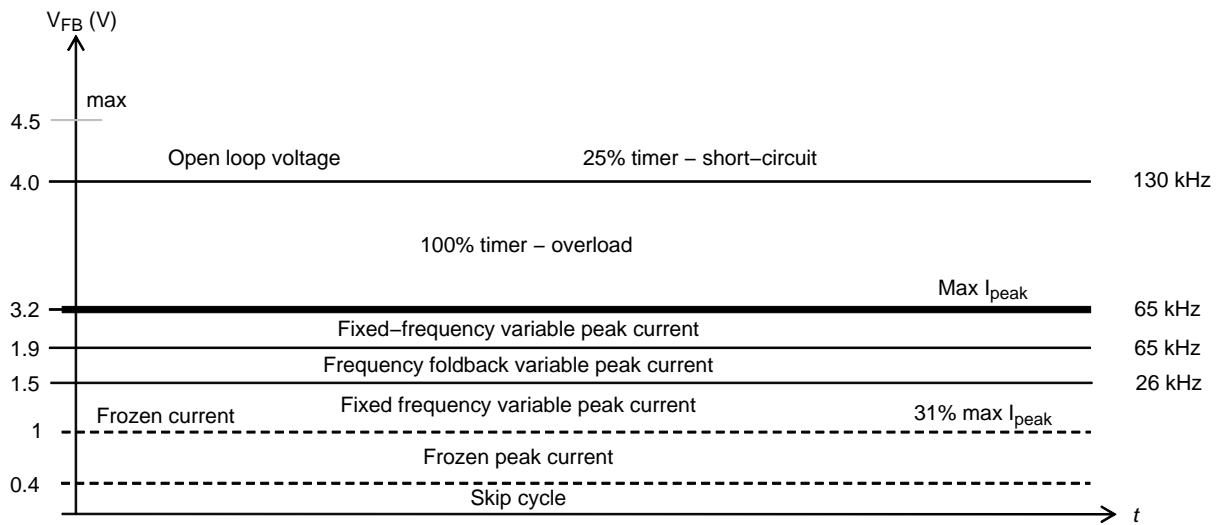 V_FB (V)
max
4.5
Open loop voltage 25% timer − short−circuit
4.0 130 kHz
100% timer − overload
Max I_peak
3.2 65 kHz
Fixed−frequency variable peak current
1.9 65 kHz
Frequency foldback variable peak current
1.5 26 kHz
Fixed frequency variable peak current
Frozen current 31% max I_peak
1
Frozen peak current
0.4
Skip cycle
t